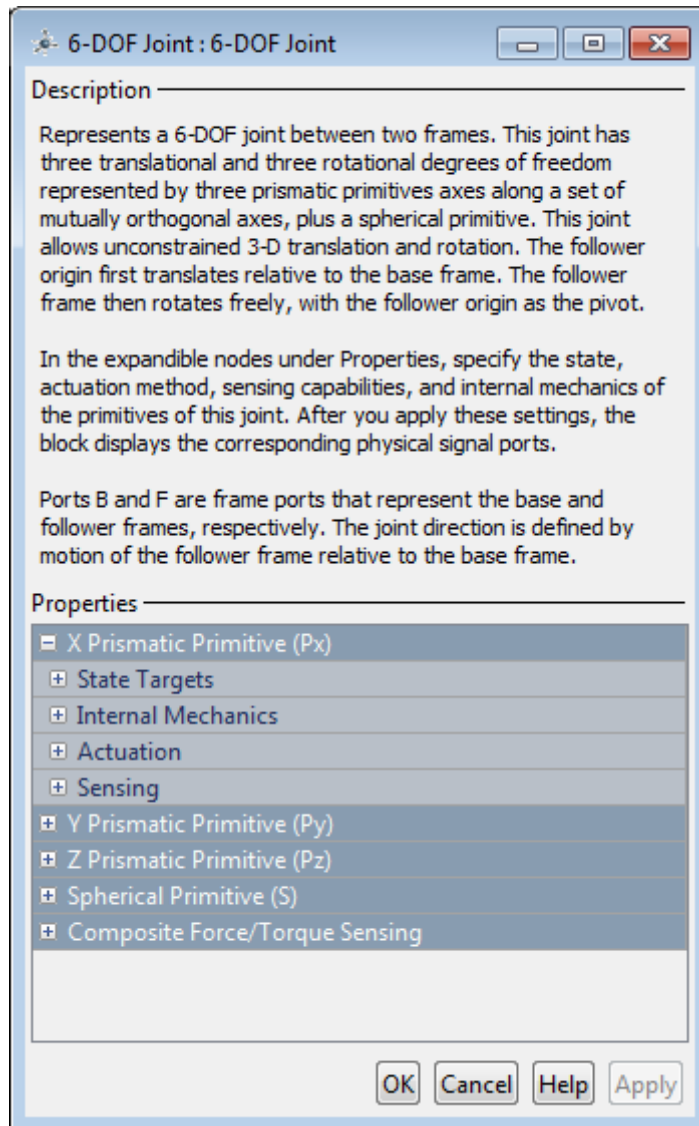 6-DOF Joint : 6-DOF Joint
Description
Represents a 6-DOF joint between two frames. This joint has
three translational and three rotational degrees of freedom
represented by three prismatic primitives axes along a set of
mutually orthogonal axes, plus a spherical primitive. This joint
allows unconstrained 3-D translation and rotation. The follower
origin first translates relative to the base frame. The follower
frame then rotates freely, with the follower origin as the pivot.
In the expandible nodes under Properties, specify the state,
actuation method, sensing capabilities, and internal mechanics of
the primitives of this joint. After you apply these settings, the
block displays the corresponding physical signal ports.
Ports B and F are frame ports that represent the base and
follower frames, respectively. The joint direction is defined by
motion of the follower frame relative to the base frame.
Properties
X Prismatic Primitive (Px)
State Targets
Internal Mechanics
Actuation
Sensing
Y Prismatic Primitive (Py)
Z Prismatic Primitive (Pz)
Spherical Primitive (S)
Composite Force/Torque Sensing
OK Cancel Help Apply